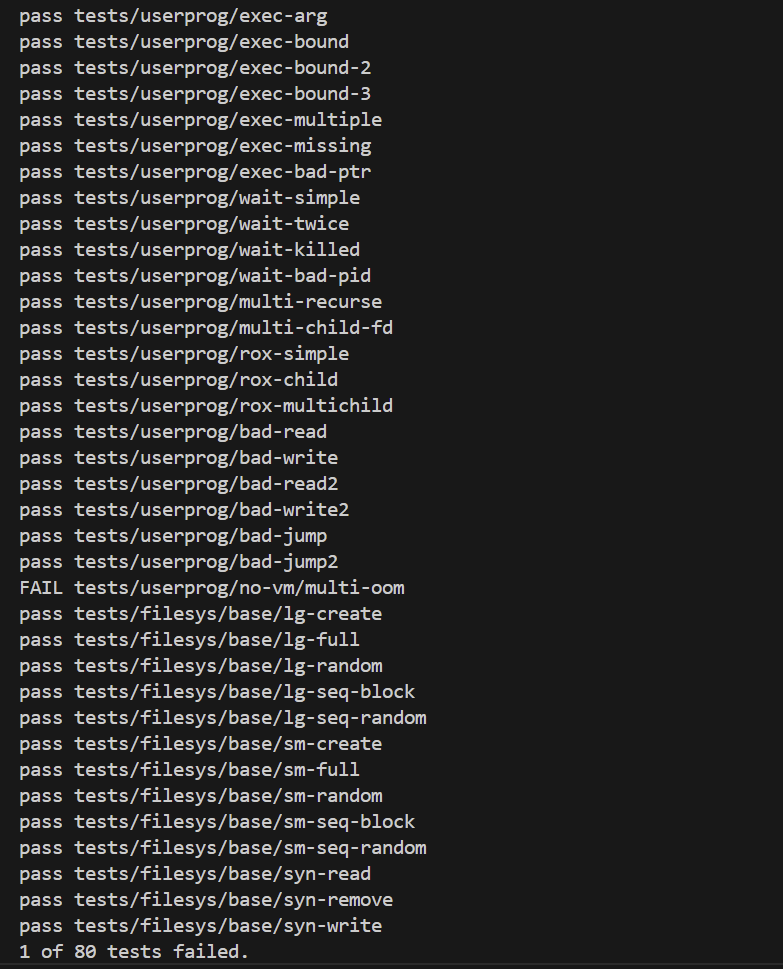 pass tests/userprog/exec-arg
pass tests/userprog/exec-bound
pass tests/userprog/exec-bound-2
pass tests/userprog/exec-bound-3
pass tests/userprog/exec-multiple
pass tests/userprog/exec-missing
pass tests/userprog/exec-bad-ptr
pass tests/userprog/wait-simple
pass tests/userprog/wait-twice
pass tests/userprog/wait-killed
pass tests/userprog/wait-bad-pid
pass tests/userprog/multi-recurse
pass tests/userprog/multi-child-fd
pass tests/userprog/rox-simple
pass tests/userprog/rox-child
pass tests/userprog/rox-multichild
pass tests/userprog/bad-read
pass tests/userprog/bad-write
pass tests/userprog/bad-read2
pass tests/userprog/bad-write2
pass tests/userprog/bad-jump
pass tests/userprog/bad-jump2
FAIL tests/userprog/no-vm/multi-oom
pass tests/filesys/base/lg-create
pass tests/filesys/base/lg-full
pass tests/filesys/base/lg-random
pass tests/filesys/base/lg-seq-block
pass tests/filesys/base/lg-seq-random
pass tests/filesys/base/sm-create
pass tests/filesys/base/sm-full
pass tests/filesys/base/sm-random
pass tests/filesys/base/sm-seq-block
pass tests/filesys/base/sm-seq-random
pass tests/filesys/base/syn-read
pass tests/filesys/base/syn-remove
pass tests/filesys/base/syn-write
1 of 80 tests failed.